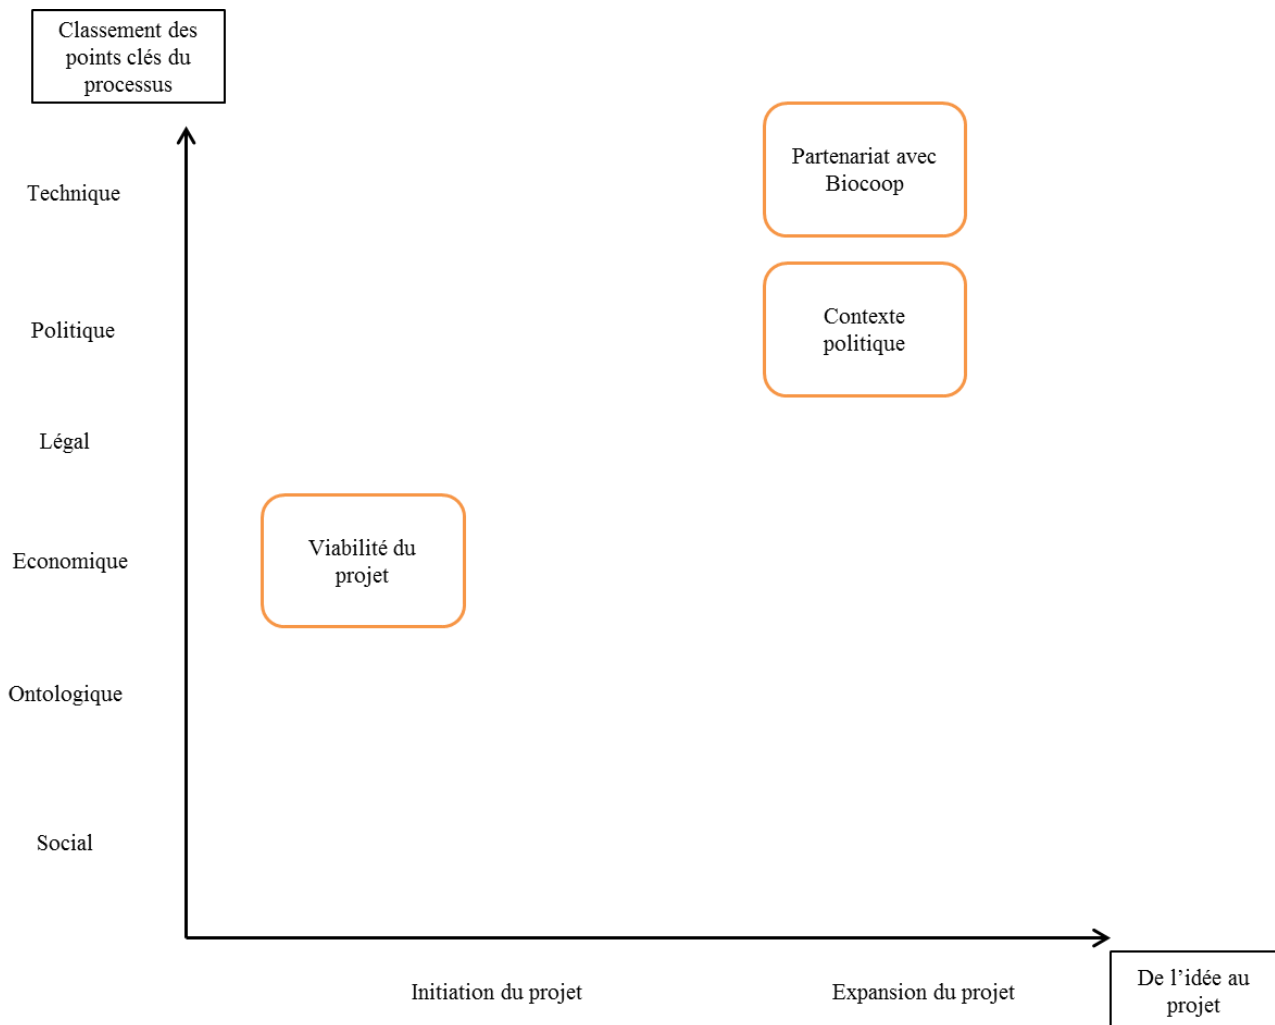 Classement des
points clés du
processus
Technique
Partenariat avec
Biocoop
Politique
Contexte
politique
Légal
Economique
Viabilité du
projet
Ontologique
Social
Initiation du projet
Expansion du projet
De l’idée au
projet